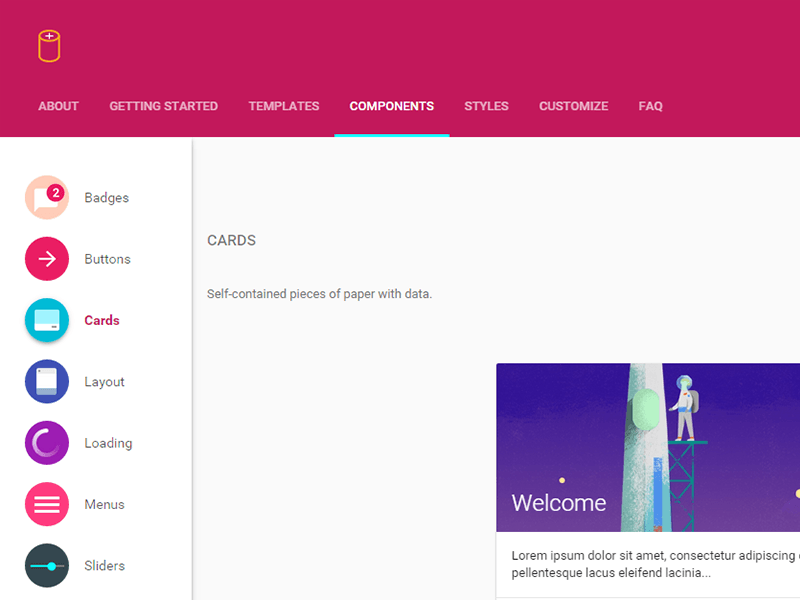 ABOUT GETTING STARTED TEMPLATES COMPONENTS STYLES CUSTOMIZE FAQ
2
Badges
Buttons
Cards
Layout
Loading
Menus
Sliders
CARDS
Self-contained pieces of paper with data.
Welcome
Lorem ipsum dolor sit amet, consectetur adipiscing
pellentesque lacus eleifend lacinia...